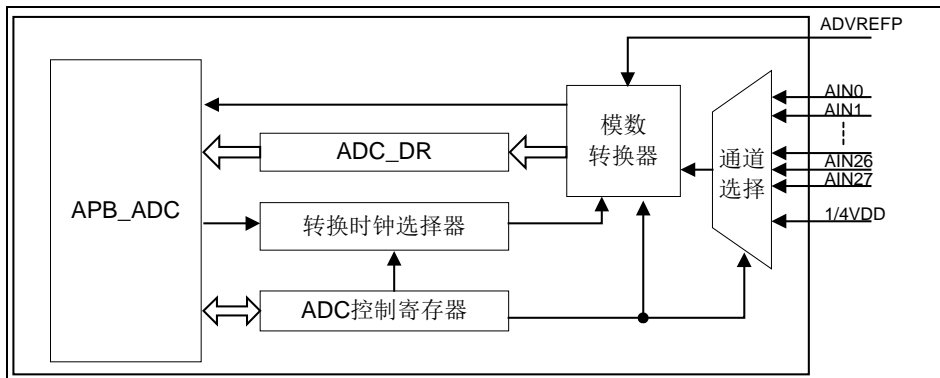 ADVREFP
AIN0
AIN1
AIN26
AIN27
1/4VDD
模数
转换器
通道
选择
ADC_DR
APB_ADC
转换时钟选择器
ADC控制寄存器